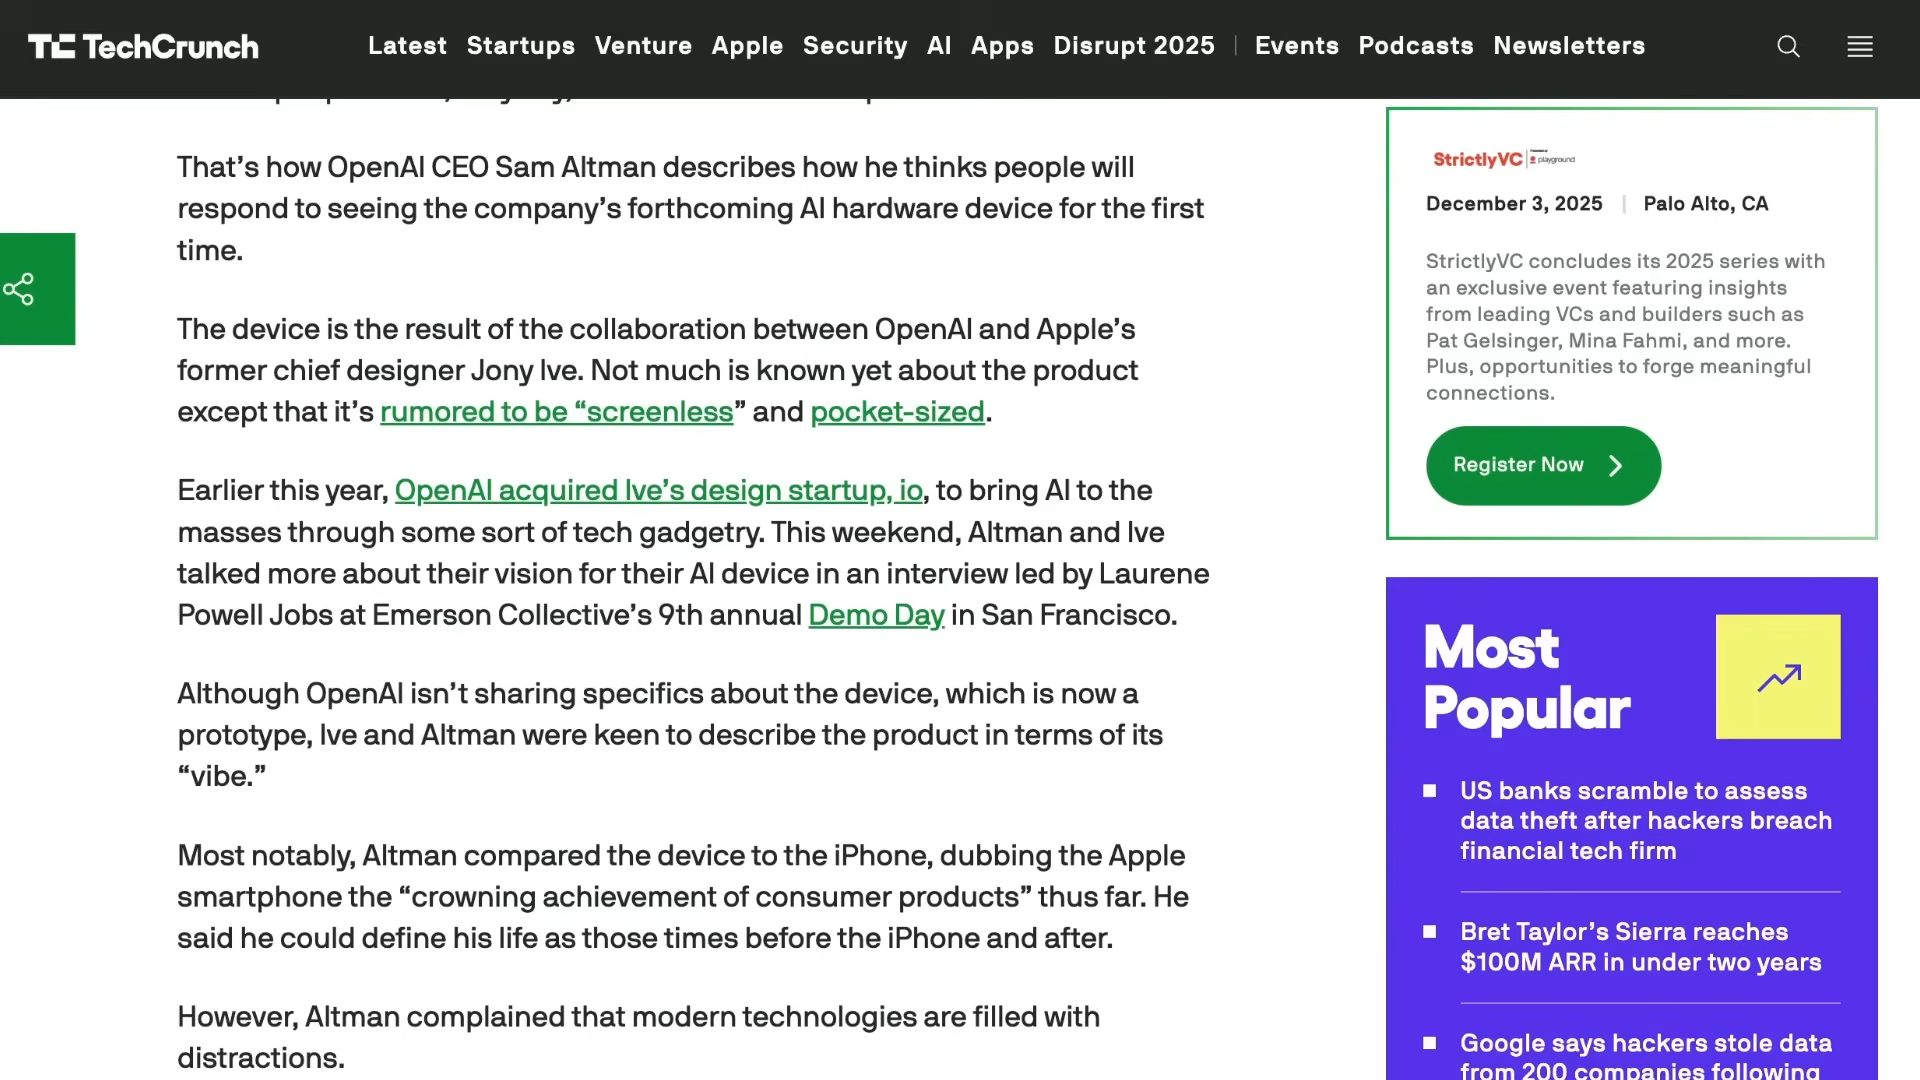 TechCrunch
Latest Startups Venture Apple Security AI Apps Disrupt 2025 | Events Podcasts Newsletters
That’s how OpenAI CEO Sam Altman describes how he thinks people will
respond to seeing the company’s forthcoming AI hardware device for the first
time.
The device is the result of the collaboration between OpenAI and Apple’s
former chief designer Jony Ive. Not much is known yet about the product
except that it’s rumored to be “screenless” and pocket-sized.
Earlier this year, OpenAI acquired Ive’s design startup, io, to bring AI to the
masses through some sort of tech gadgetry. This weekend, Altman and Ive
talked more about their vision for their AI device in an interview led by Laurene
Powell Jobs at Emerson Collective’s 9th annual Demo Day in San Francisco.
Although OpenAI isn’t sharing specifics about the device, which is now a
prototype, Ive and Altman were keen to describe the product in terms of its
“vibe.”
Most notably, Altman compared the device to the iPhone, dubbing the Apple
smartphone the “crowning achievement of consumer products” thus far. He
said he could define his life as those times before the iPhone and after.
However, Altman complained that modern technologies are filled with
distractions.
StrictlyVC | playground
December 3, 2025 | Palo Alto, CA
StrictlyVC concludes its 2025 series with
an exclusive event featuring insights
from leading VCs and builders such as
Pat Gelsinger, Mina Fahmi, and more.
Plus, opportunities to forge meaningful
connections.
Register Now
Most
Popular
US banks scramble to assess
data theft after hackers breach
financial tech firm
Bret Taylor’s Sierra reaches
$100M ARR in under two years
Google says hackers stole data
from 200 companies following